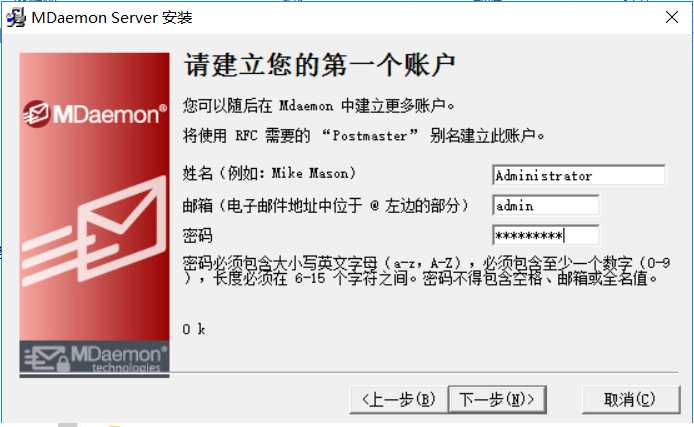 MDaemon Server 安装
请建立您的第一个账户
您可以随后在 Mdaemon 中建立更多账户。
将使用 RFC 需要的 “Postmaster” 别名建立此账户。
姓名(例如: Mike Mason)
Administrator
邮箱(电子邮件地址中位于 @ 左边的部分)
admin
密码
*********
密码必须包含大小写英文字母(a-z, A-Z), 必须包含至少一个数字(0-9
), 长度必须在 6-15 个字符之间。密码不得包含空格、邮箱或全名值。
O k
MDaemon®
MDaemon®
technologies
<上一步(B)
下一步(N)>
取消(C)